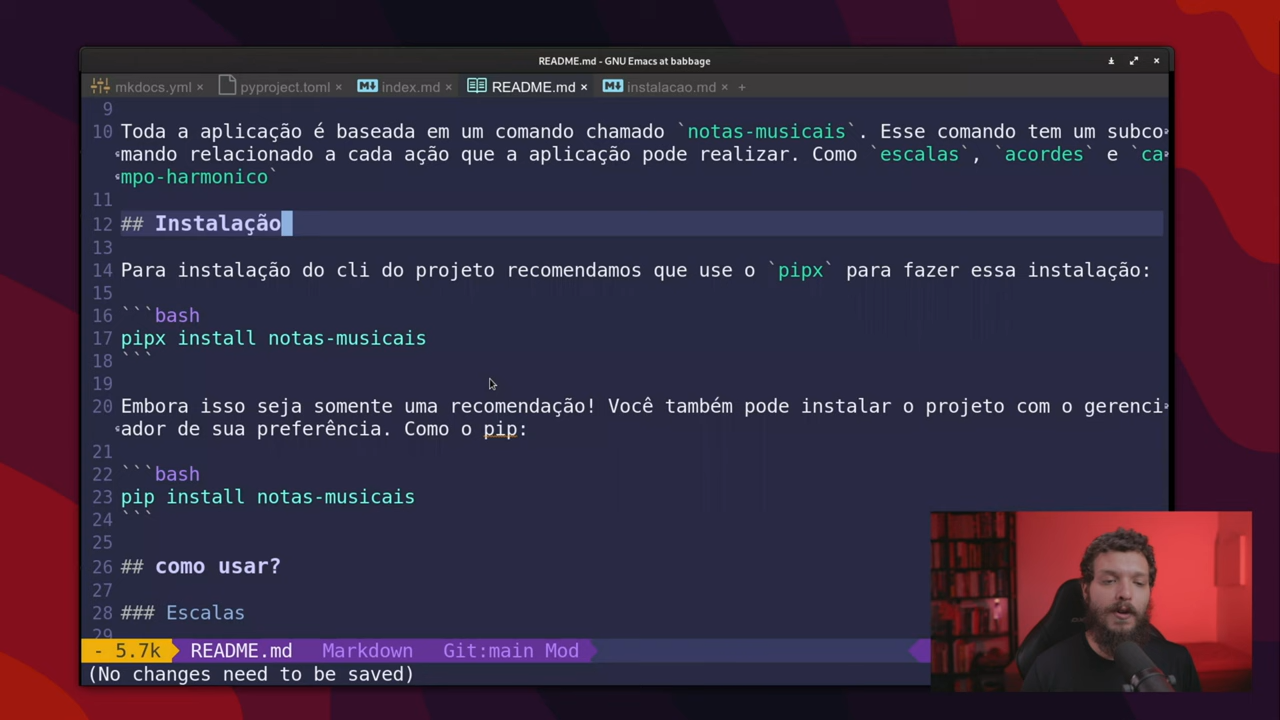 README.md - GNU Emacs at babbage
mkdocs.yml × pyproject.toml × index.md × README.md × instalacao.md × +
9
10 Toda a aplicação é baseada em um comando chamado `notas-musicais`. Esse comando tem um subco
mando relacionado a cada ação que a aplicação pode realizar. Como `escalas`, `acordes` e `ca
mpo-harmonico`
11
12 ## Instalação
13
14 Para instalação do cli do projeto recomendamos que use o `pipx` para fazer essa instalação:
15
16 ```bash
17 pipx install notas-musicais
18 ```
19
20 Embora isso seja somente uma recomendação! Você também pode instalar o projeto com o gerenci
ador de sua preferência. Como o pip:
21
22 ```bash
23 pip install notas-musicais
24 ```
25
26 ## como usar?
27
28 ### Escalas
29
- 5.7k README.md Markdown Git:main Mod
(No changes need to be saved)